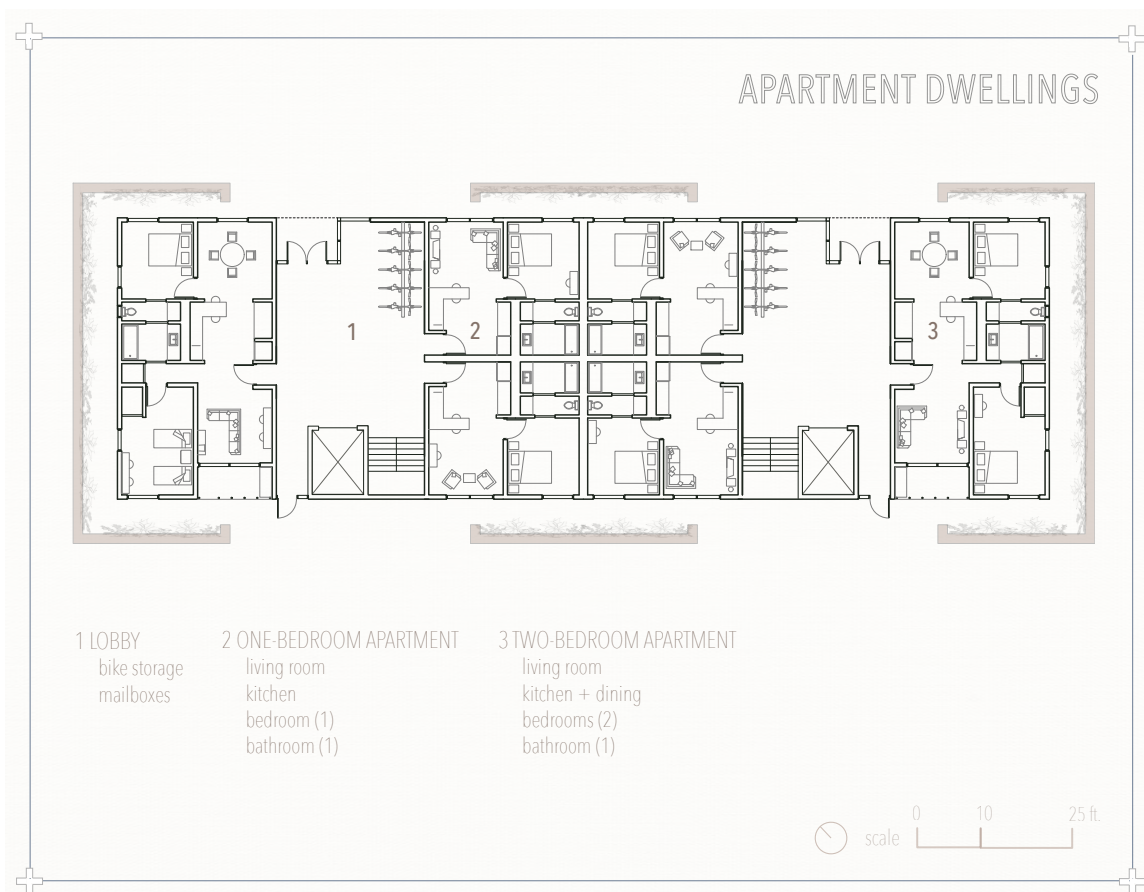 APARTMENT DWELLINGS
1
2
3
1 LOBBY
bike storage
mailboxes
2 ONE-BEDROOM APARTMENT
living room
kitchen
bedroom (1)
bathroom (1)
3 TWO-BEDROOM APARTMENT
living room
kitchen + dining
bedrooms (2)
bathroom (1)
scale
0 10 25 ft.